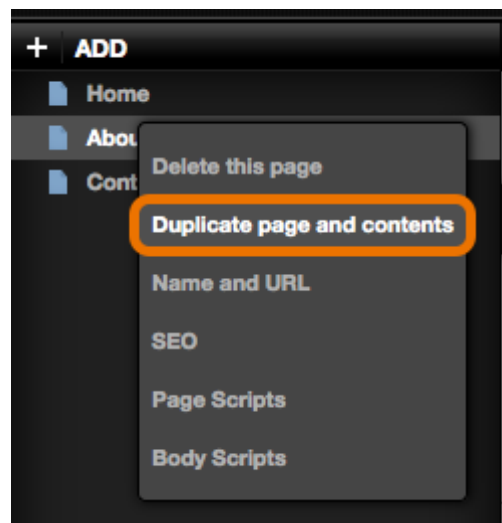 + ADD
Home
Abou
Delete this page
Cont
Duplicate page and contents
Name and URL
SEO
Page Scripts
Body Scripts